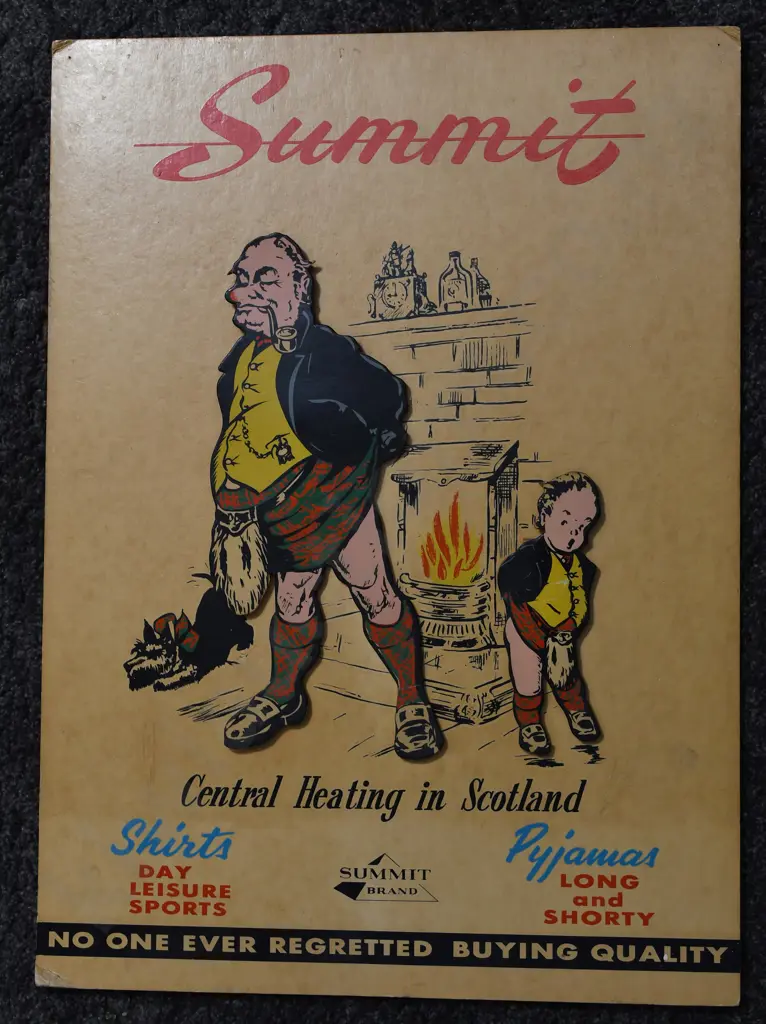 Summit
Central Heating in Scotland
Shirts
DAY
LEISURE
SPORTS
SUMMIT
BRAND
Pyjamas
LONG
and
SHORTY
NO ONE EVER REGRETTED BUYING QUALITY